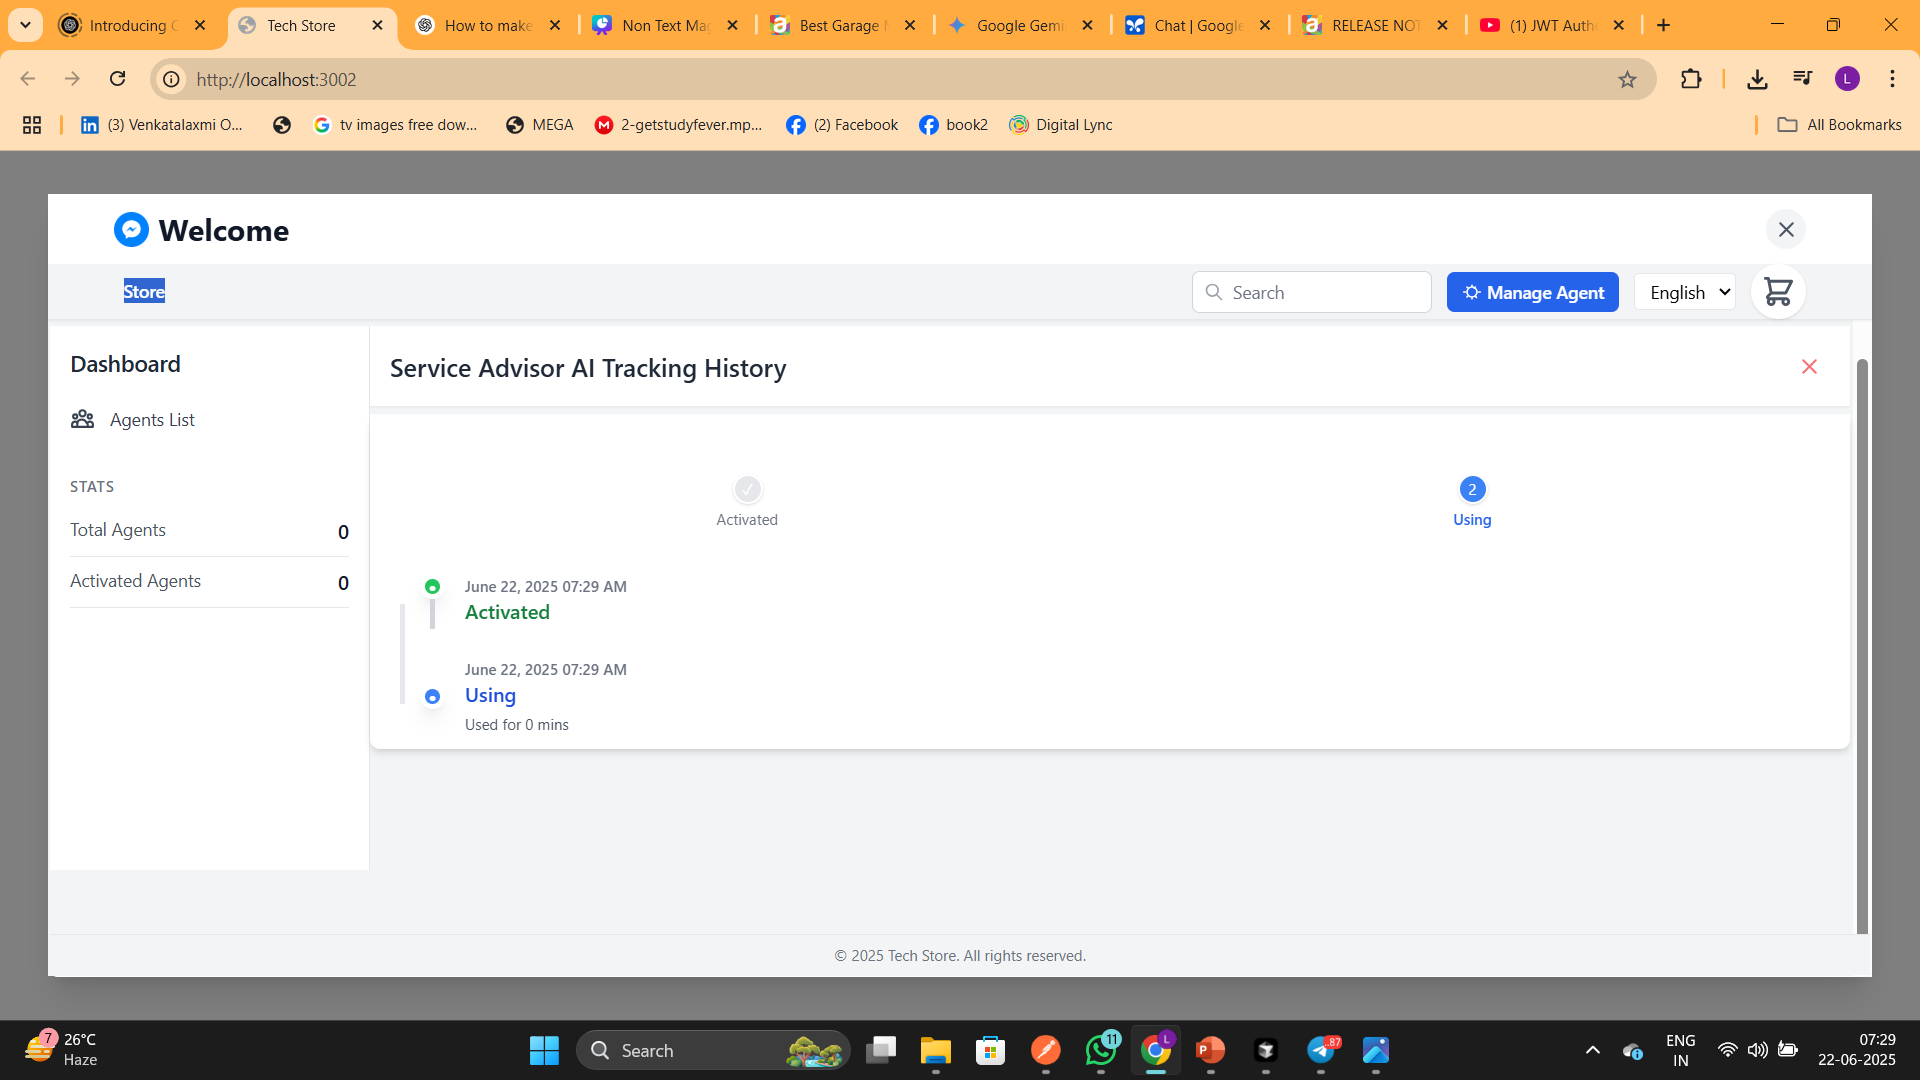 Introducing C
Tech Store
How to make
Non Text Mag
Best Garage M
Google Gemi
Chat | Google
RELEASE NOT
(1) JWT Auth
http://localhost:3002
L
(3) Venkatalaxmi O...
tv images free dow...
MEGA
2-getstudyfever.mp...
(2) Facebook
book2
Digital Lync
All Bookmarks
Welcome
Store
Search
Manage Agent
English
Dashboard
Agents List
STATS
Total Agents 0
Activated Agents 0
Service Advisor AI Tracking History
Activated
2
Using
June 22, 2025 07:29 AM
Activated
June 22, 2025 07:29 AM
Using
Used for 0 mins
© 2025 Tech Store. All rights reserved.
7
26°C
Haze
Search
11
L
87
ENG
IN
07:29
22-06-2025